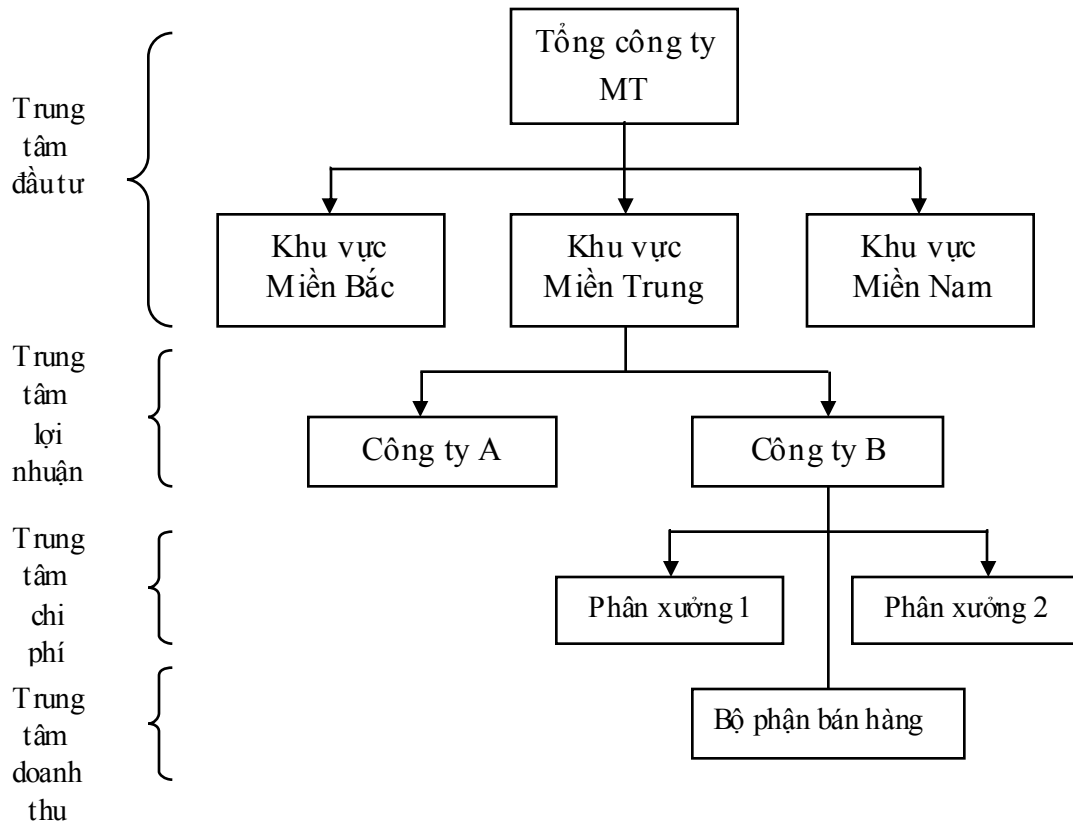 Tổng công ty
MT
Trung
tâm
đầu tư
Khu vực
Miền Bắc
Khu vực
Miền Trung
Khu vực
Miền Nam
Trung
tâm
lợi
nhuận
Công ty A
Công ty B
Trung
tâm
chi
phí
Phân xưởng 1
Phân xưởng 2
Trung
tâm
doanh
thu
Bộ phận bán hàng